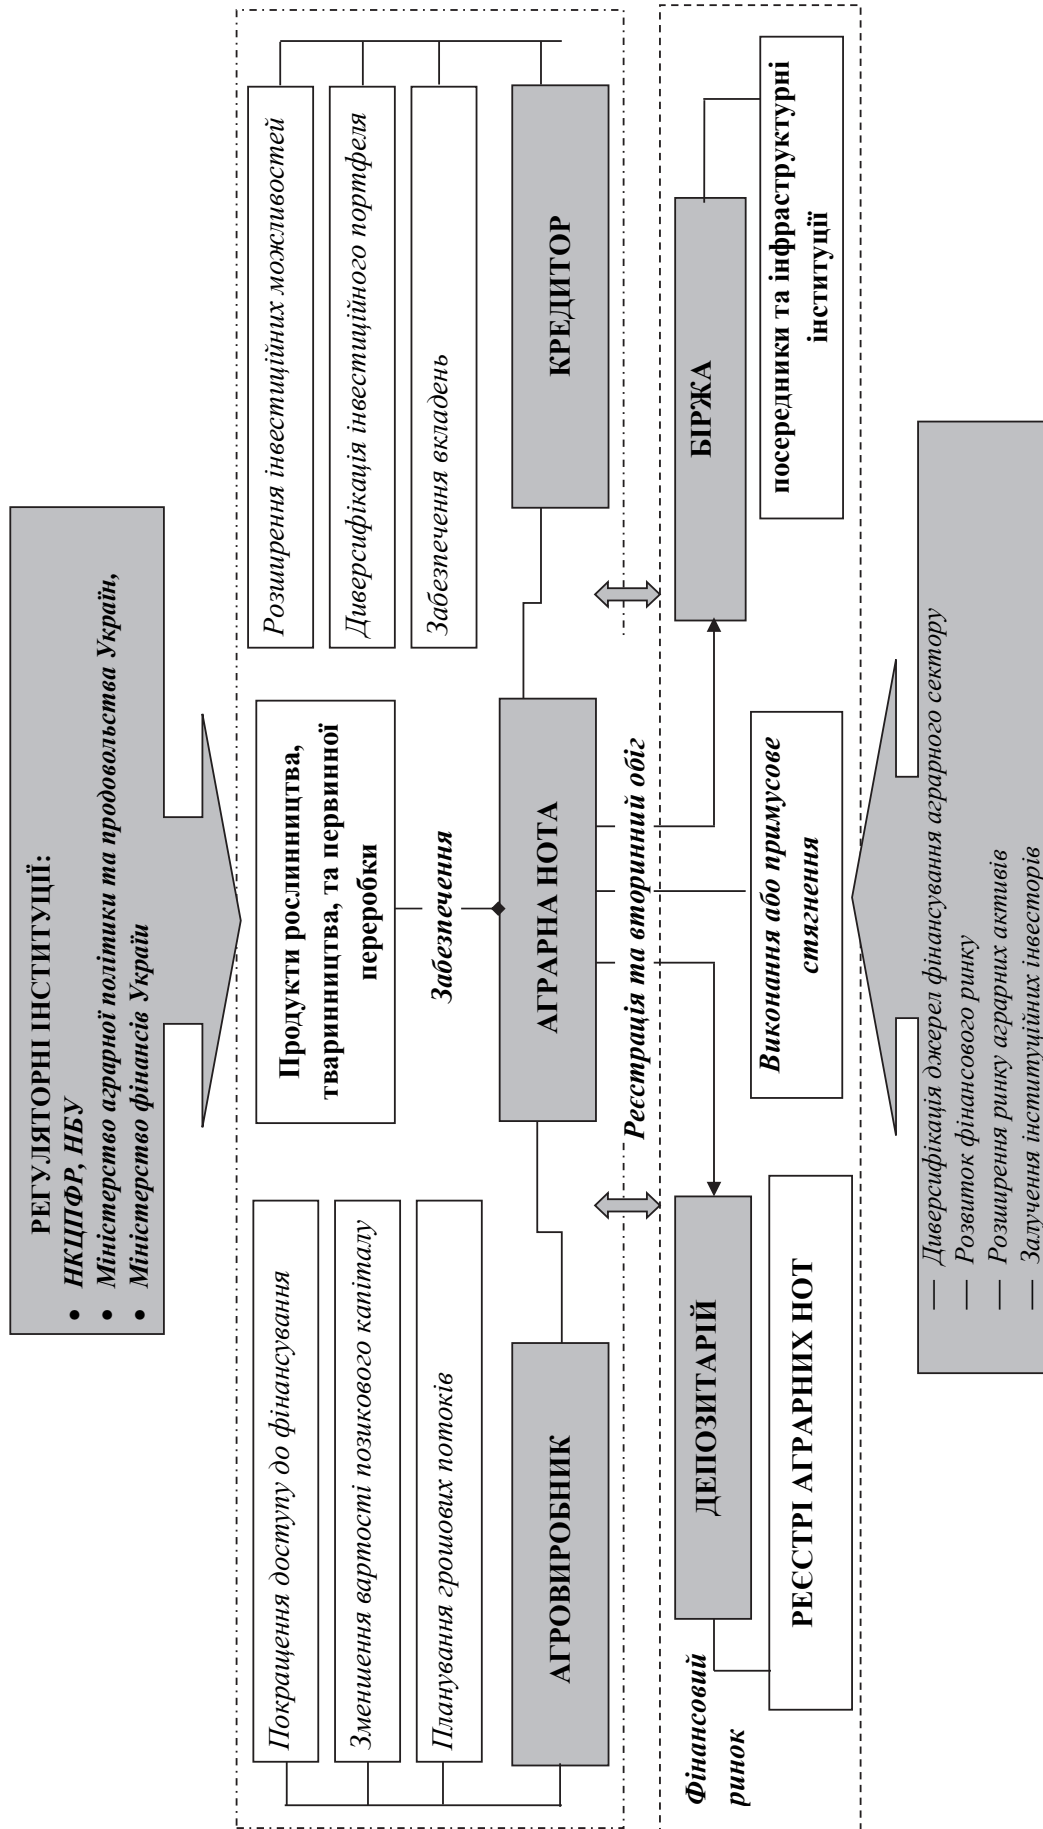 РЕГУЛЯТОРНІ ІНСТИТУЦІЇ:
• НКЦПФР, НБУ
• Міністерство аграрної політики та продовольства Україн,
• Міністерство фінансів Україи
Покращення доступу до фінансування
Зменшення вартості позикового капіталу
Планування грошових потоків
АГРОВИРОБНИК
Продукти рослинництва,
тваринництва, та первинної
переробки
Забезпечення
АГРАРНА НОТА
Розширення інвестиційних можливостей
Диверсифікація інвестиційного портфеля
Забезпечення вкладень
КРЕДИТОР
Реєстрація та вторинний обіг
Фінансовий
ринок
ДЕПОЗИТАРІЙ
РЕЄСТРІ АГРАРНИХ НОТ
Виконання або примусове
стягнення
БІРЖА
посередники та інфраструктурні
інституції
— Диверсифікація джерел фінансування аграрного сектору
— Розвиток фінансового ринку
— Розширення ринку аграрних активів
— Залучення інституційних інвесторів